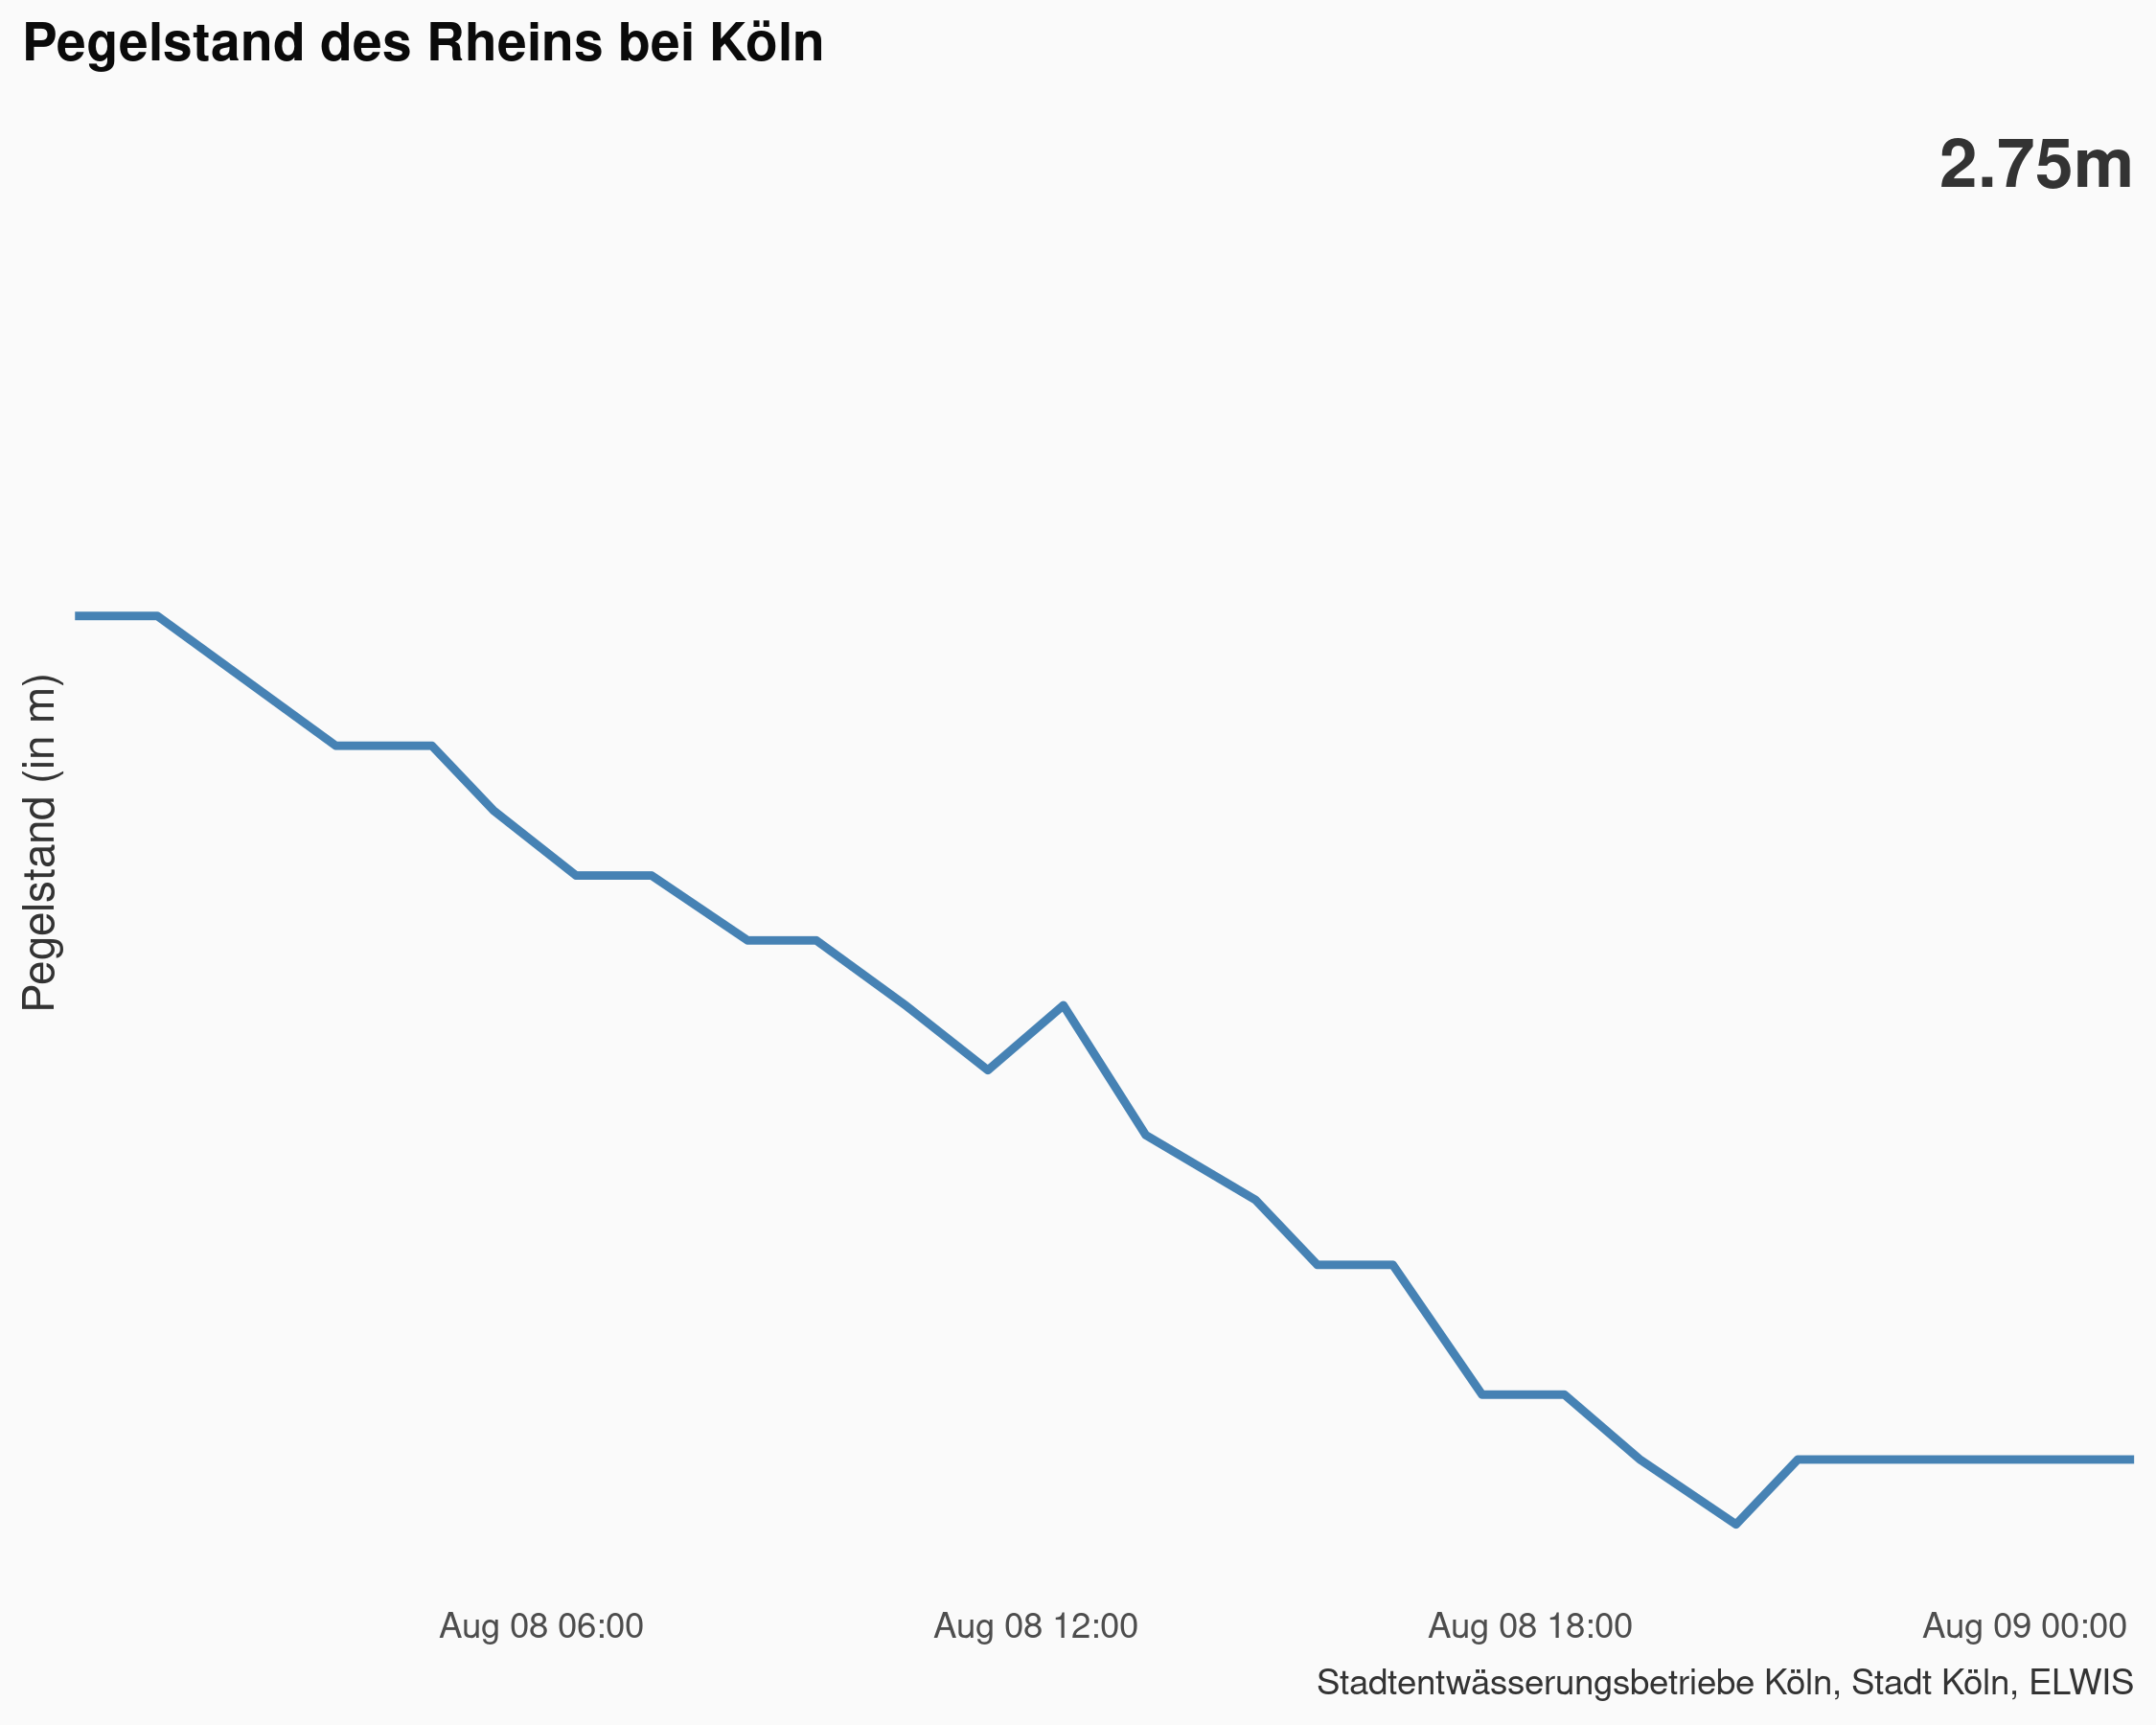 Pegelstand des Rheins bei Köln
2.75m
Pegelstand (in m)
Aug 08 06:00
Aug 08 12:00
Aug 08 18:00
Aug 09 00:00
Stadtentwässerungsbetriebe Köln, Stadt Köln, ELWIS